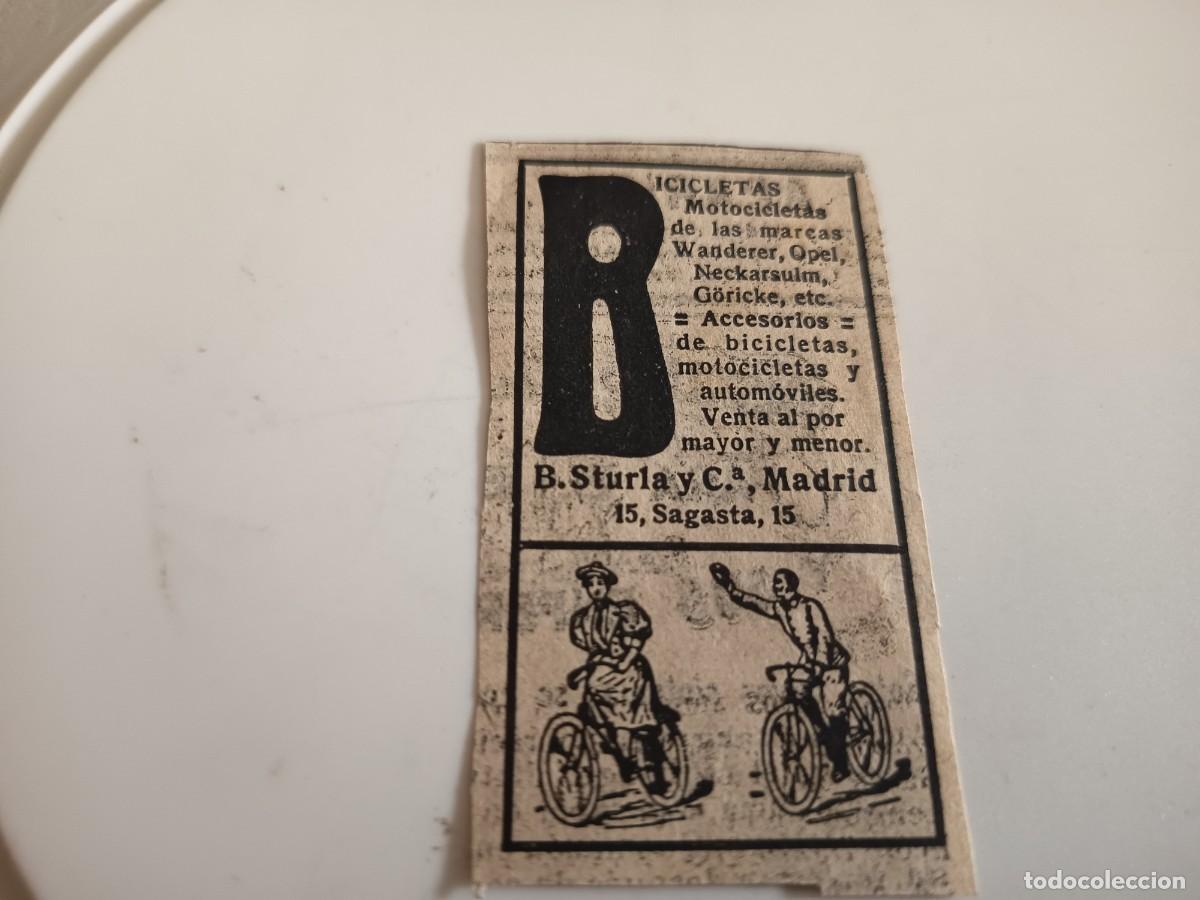 BICICLETAS
Motocicletas
de las marcas
Wanderer, Opel,
Neckarsulm,
Göricke, etc.
= Accesorios =
de bicicletas,
motocicletas y
automóviles.
Venta al por
mayor y menor.
B. Sturla y C.ª, Madrid
15, Sagasta, 15
todocoleccion